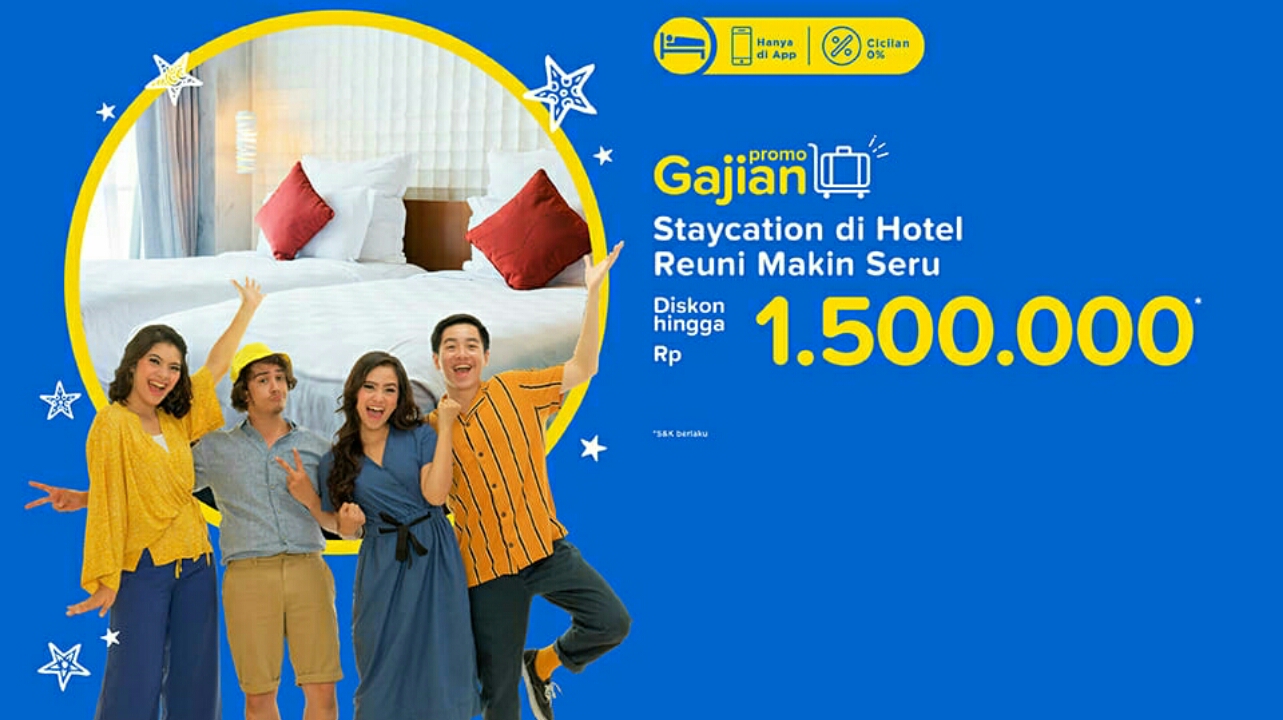 Hanya
di App
Cicilan
0%
promo
Gajian
Staycation di Hotel
Reuni Makin Seru
Diskon
hingga
Rp 1.500.000*
*S&K berlaku